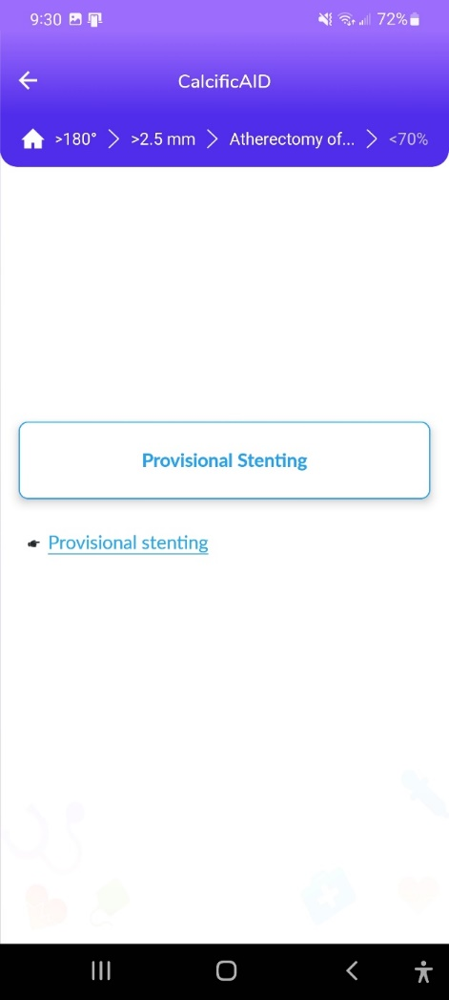 9:30 72%
CalcificAID
>180° >2.5 mm Atherectomy of... <70%
Provisional Stenting
Provisional stenting